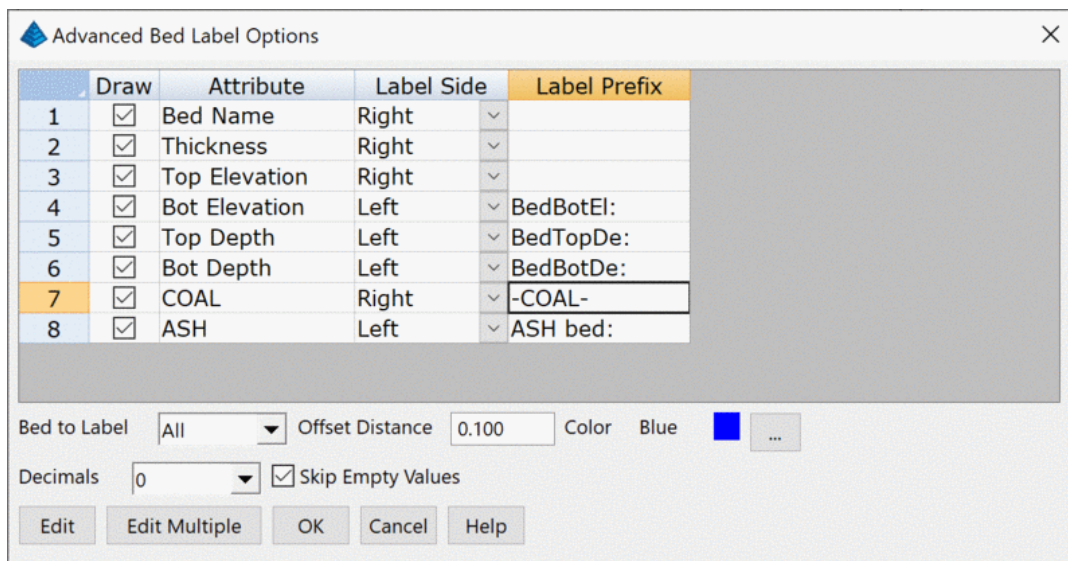 Advanced Bed Label Options
Draw Attribute Label Side Label Prefix
1 Bed Name Right
2 Thickness Right
3 Top Elevation Right
4 Bot Elevation Left BedBotEl:
5 Top Depth Left BedTopDe:
6 Bot Depth Left BedBotDe:
7 COAL Right -COAL-
8 ASH Left ASH bed:
Bed to Label All Offset Distance 0.100 Color Blue ...
Decimals 0 Skip Empty Values
Edit Edit Multiple OK Cancel Help